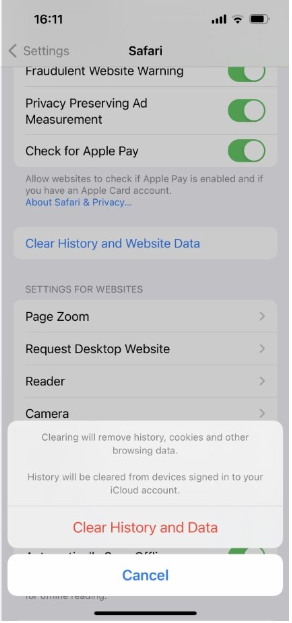 16:11
Settings
Safari
Fraudulent Website Warning
Privacy Preserving Ad
Measurement
Check for Apple Pay
Allow websites to check if Apple Pay is enabled and if
you have an Apple Card account.
About Safari & Privacy...
Clear History and Website Data
SETTINGS FOR WEBSITES
Page Zoom
Request Desktop Website
Reader
Camera
Clearing will remove history, cookies and other
browsing data.
History will be cleared from devices signed in to your
iCloud account.
Clear History and Data
Cancel
for offline reading.